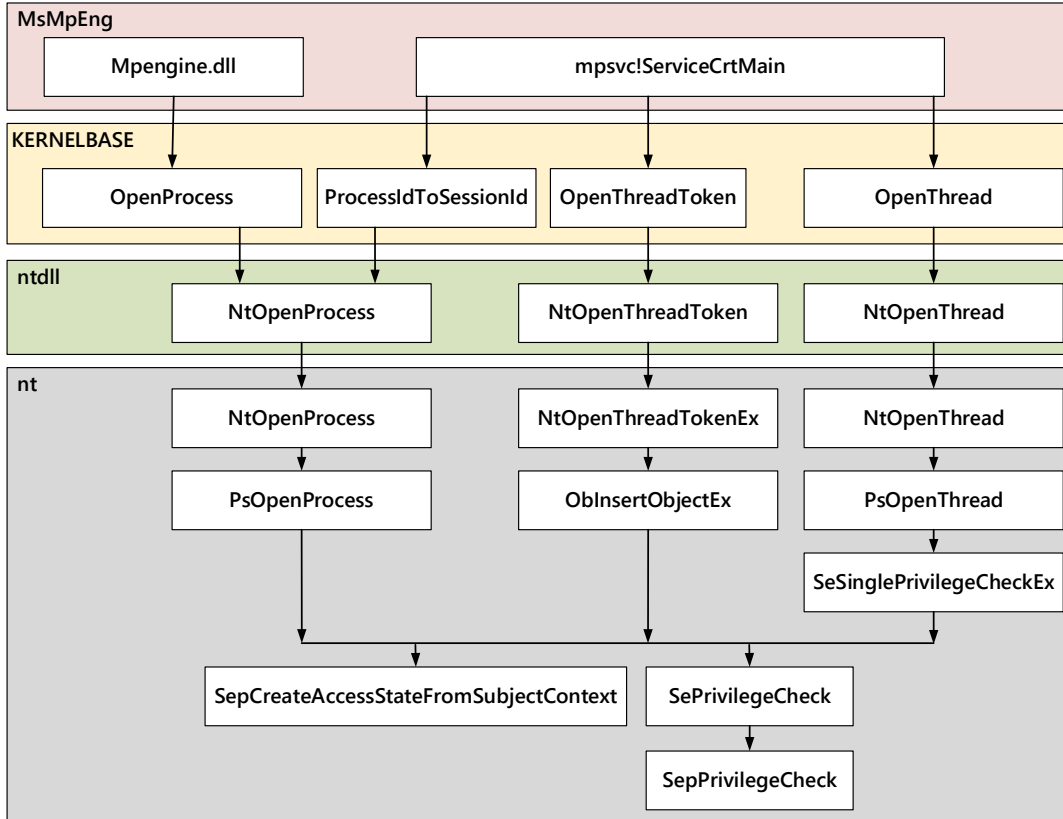 MsMpEng
Mpengine.dll
mpsvc!ServiceCrtMain
KERNELBASE
OpenProcess
ProcessIdToSessionId
OpenThreadToken
OpenThread
ntdll
NtOpenProcess
NtOpenThreadToken
NtOpenThread
nt
NtOpenProcess
NtOpenThreadTokenEx
NtOpenThread
PsOpenProcess
ObInsertObjectEx
PsOpenThread
SeSinglePrivilegeCheckEx
SepCreateAccessStateFromSubjectContext
SePrivilegeCheck
SepPrivilegeCheck